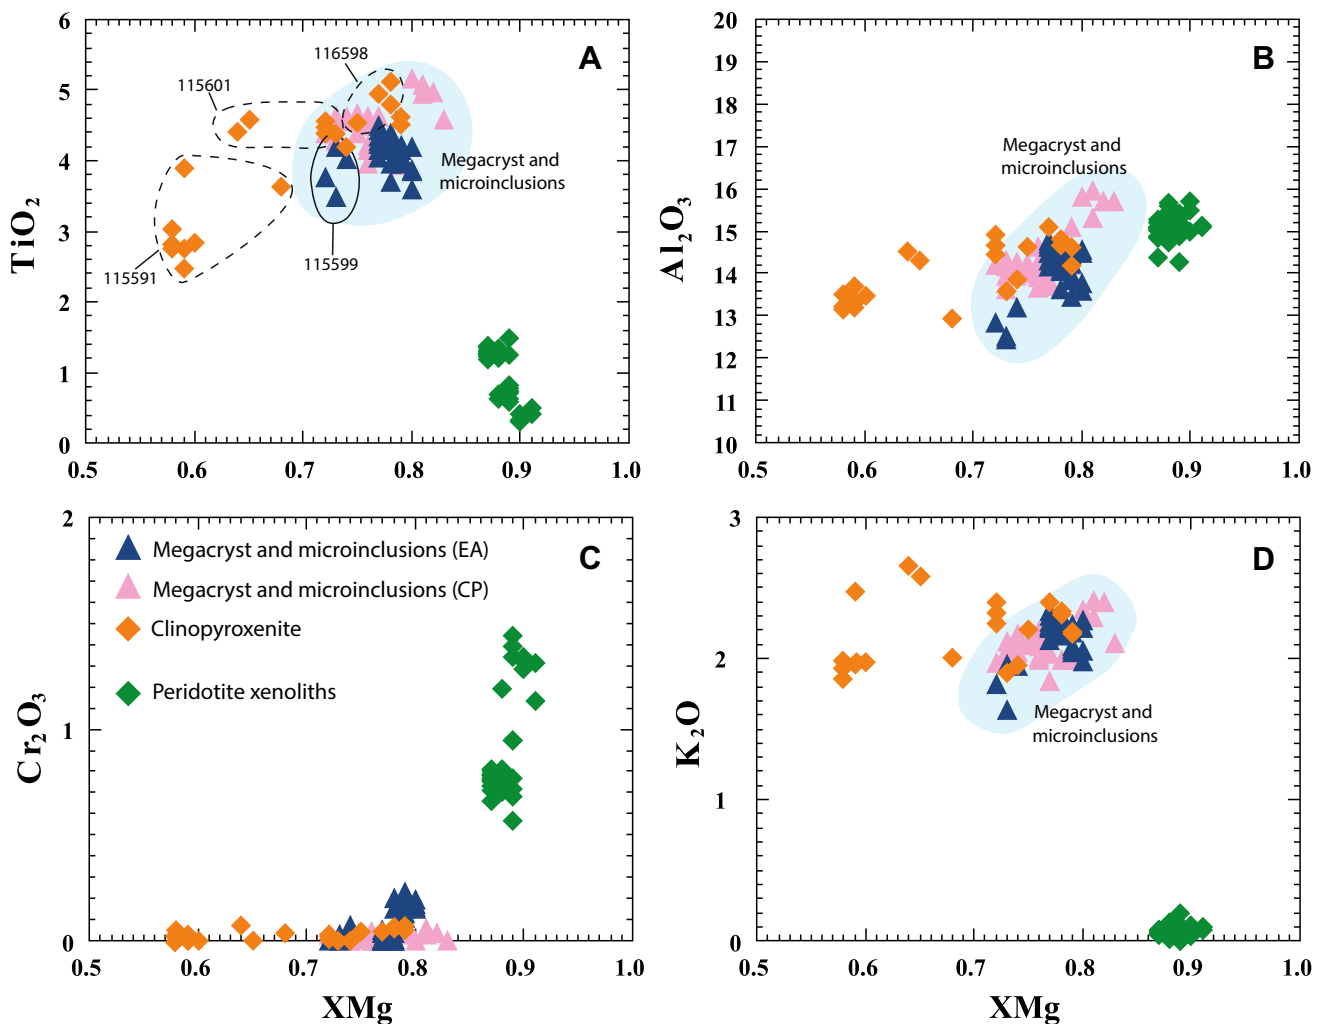 A
TiO2
6
5
4
3
2
1
0
0.5
0.7
0.8
0.9
1.0
116598
115601
115591
115599
Megacryst and
microinclusions
B
Al2O3
20
19
18
17
16
15
14
13
12
11
10
0.5
0.7
0.8
0.9
1.0
Megacryst and
microinclusions
C
Cr2O3
2
1
0
0.5
0.6
0.7
0.8
0.9
1.0
XMg
Megacryst and microinclusions (EA)
Megacryst and microinclusions (CP)
Clinopyroxenite
Peridotite xenoliths
D
K2O
3
2
1
0
0.5
0.6
0.7
0.8
0.9
1.0
XMg
Megacryst and
microinclusions